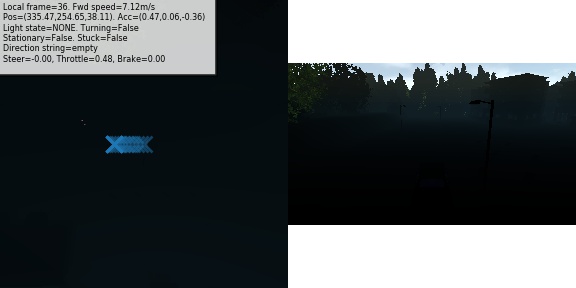 Local frame=36. Fwd speed=7.12m/s
Pos=(335.47,254.65,38.11). Acc=(0.47,0.06,-0.36)
Light state=NONE. Turning=False
Stationary=False. Stuck=False
Direction string=empty
Steer=-0.00, Throttle=0.48, Brake=0.00